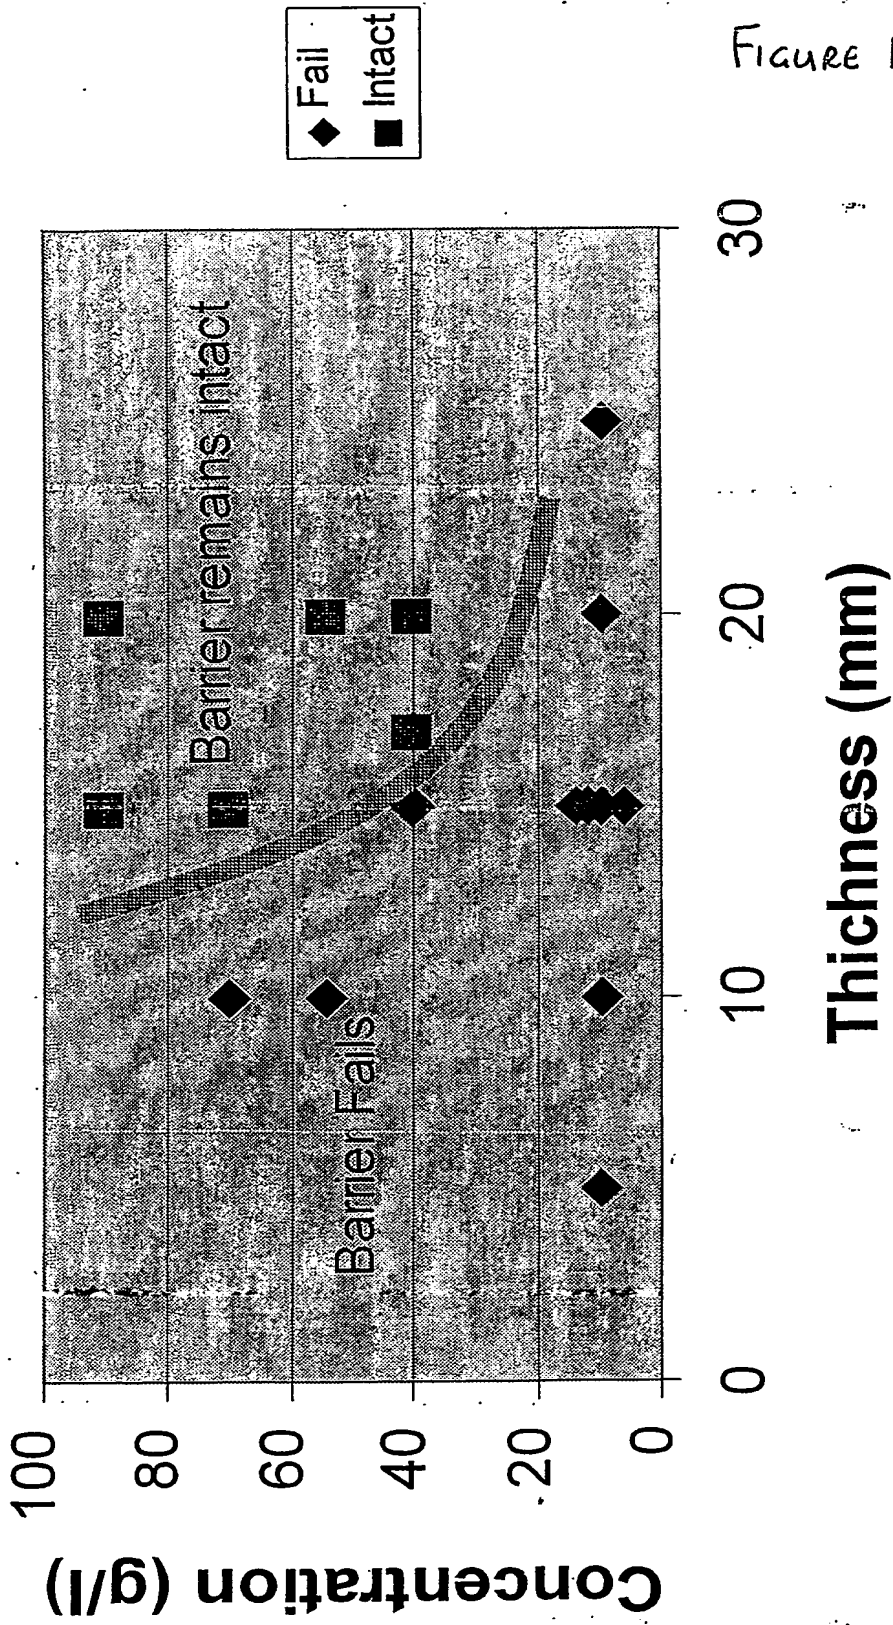 FIGURE 1
Concentration (g/l)
100
80
60
40
20
0
Barrier remains intact
Barrier Fails
0
10
20
30
Thichness (mm)
Fail
Intact